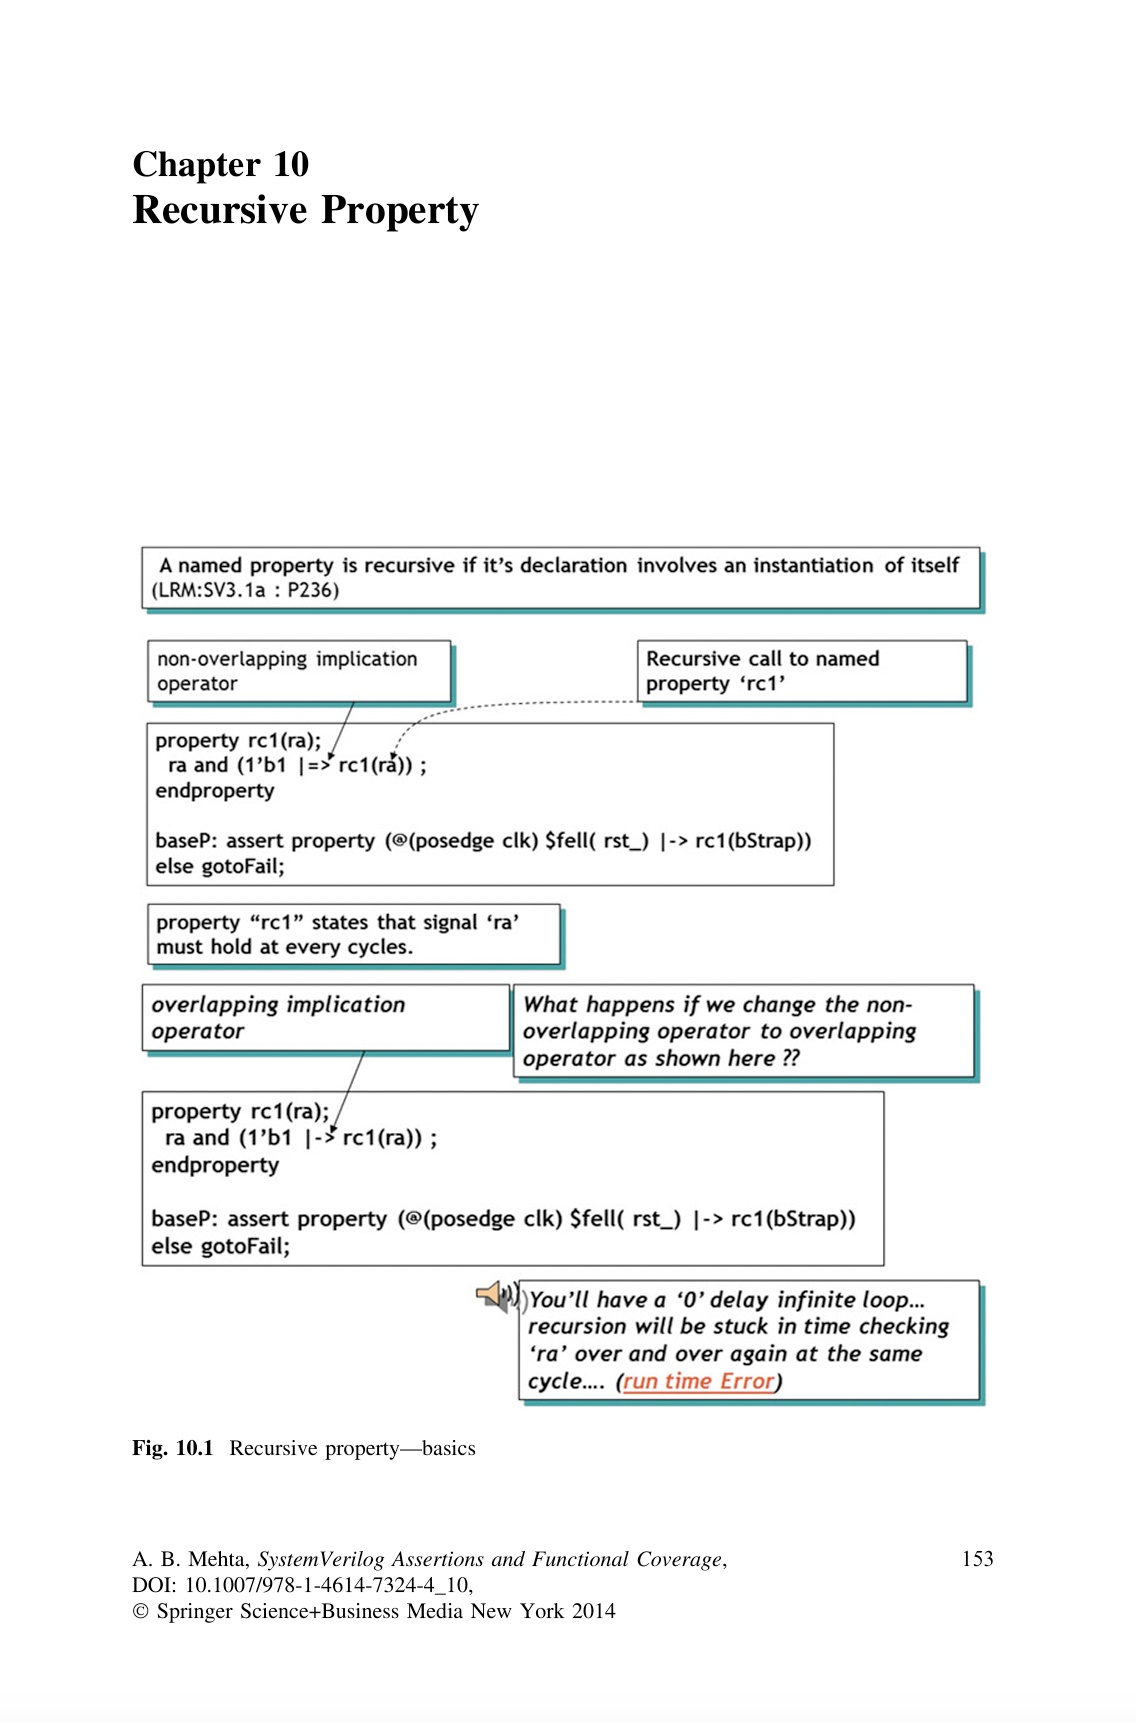 Chapter 10
Recursive Property
A named property is recursive if it's declaration involves an instantiation of itself
(LRM:SV3.1a : P236)
non-overlapping implication
operator
Recursive call to named
property ‘rc1’
property rc1(ra);
ra and (1’b1 |=> rc1(ra)) ;
endproperty
baseP: assert property (@(posedge clk) $fell( rst_) |-> rc1(bStrap))
else gotoFail;
property “rc1” states that signal ‘ra’
must hold at every cycles.
overlapping implication
operator
What happens if we change the non-
overlapping operator to overlapping
operator as shown here ??
property rc1(ra);
ra and (1’b1 |-> rc1(ra)) ;
endproperty
baseP: assert property (@(posedge clk) $fell( rst_) |-> rc1(bStrap))
else gotoFail;
You’ll have a ‘0’ delay infinite loop…
recursion will be stuck in time checking
‘ra’ over and over again at the same
cycle…. (run time Error)
Fig. 10.1 Recursive property—basics
A. B. Mehta, SystemVerilog Assertions and Functional Coverage,
153
DOI: 10.1007/978-1-4614-7324-4_10,
© Springer Science+Business Media New York 2014